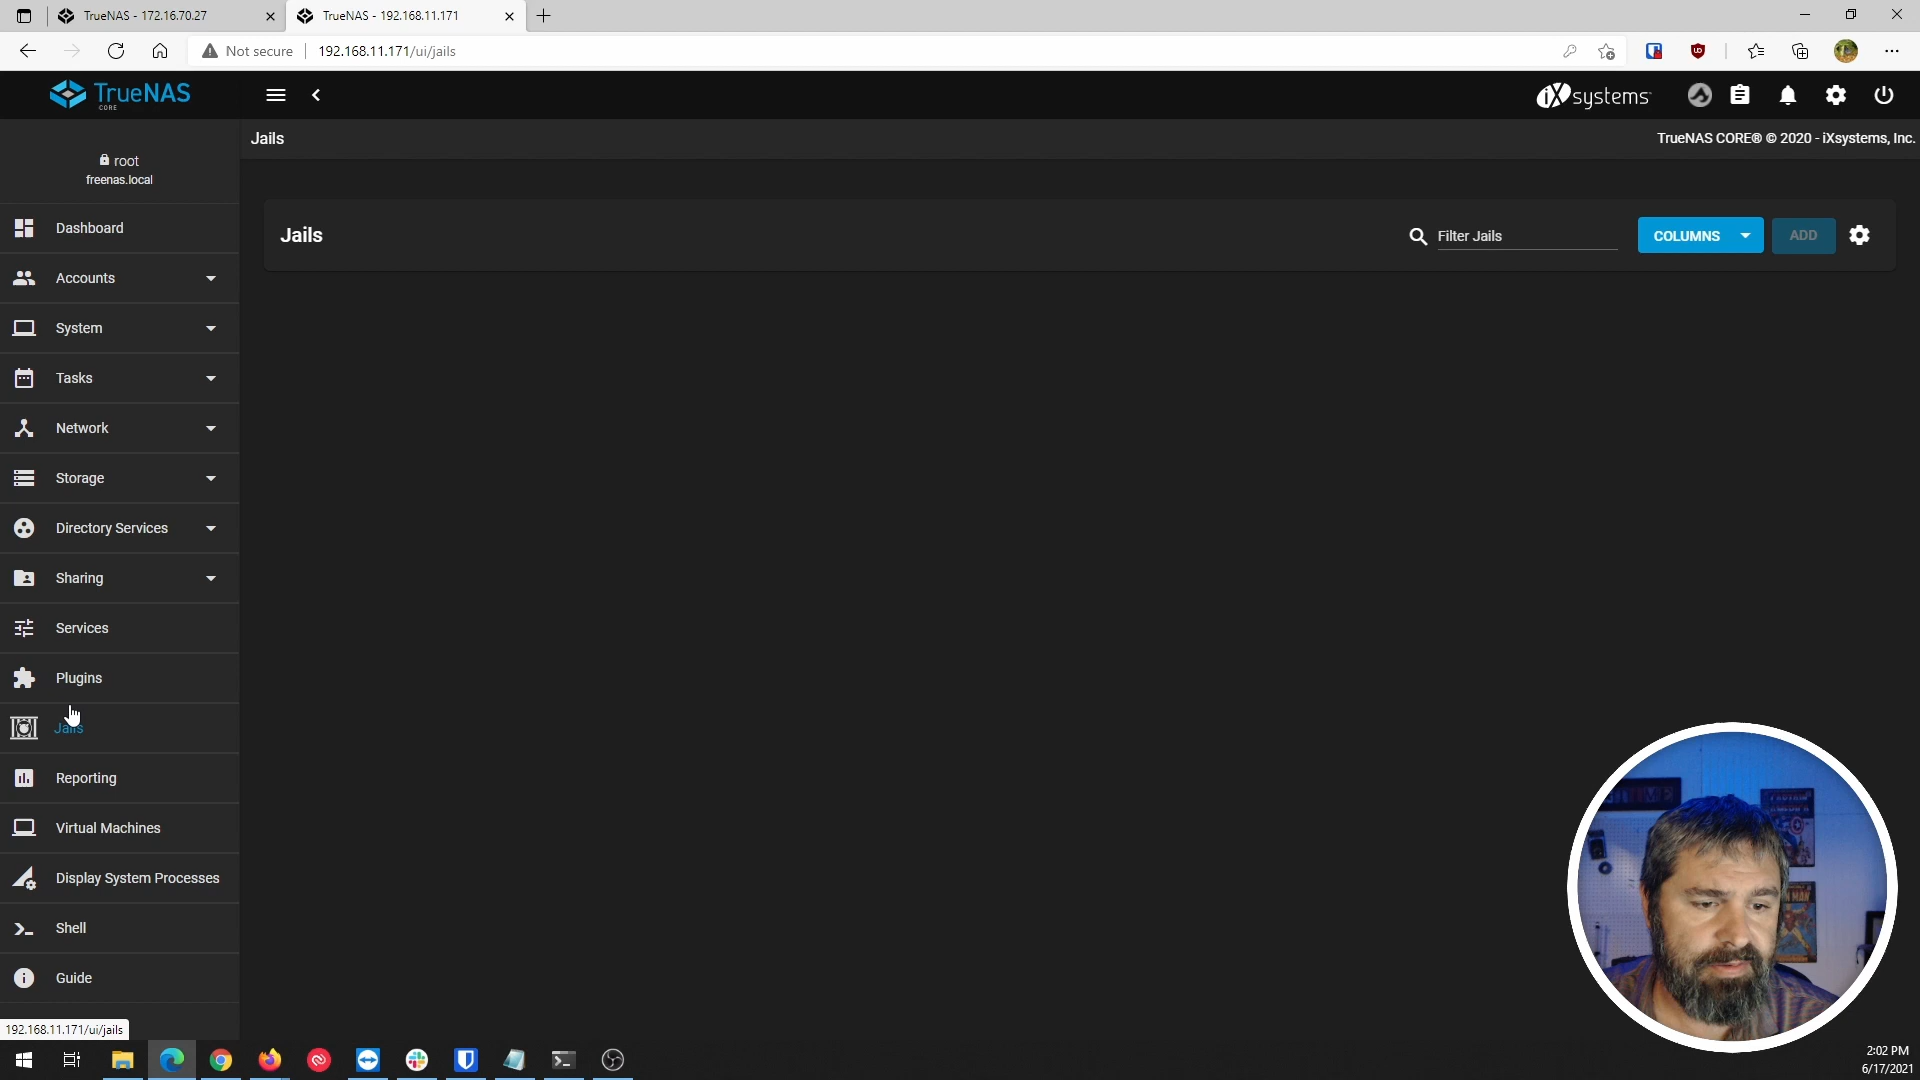 TrueNAS - 172.16.70.27
TrueNAS - 192.168.11.171
Not secure
192.168.11.171/ui/jails
TrueNAS
CORE
iXsystems
Jails
TrueNAS CORE® © 2020 - iXsystems, Inc.
root
freenas.local
Jails
Filter Jails
COLUMNS
ADD
Dashboard
Accounts
System
Tasks
Network
Storage
Directory Services
Sharing
Services
Plugins
Jails
Reporting
Virtual Machines
Display System Processes
Shell
Guide
192.168.11.171/ui/jails
2:02 PM
6/17/2021